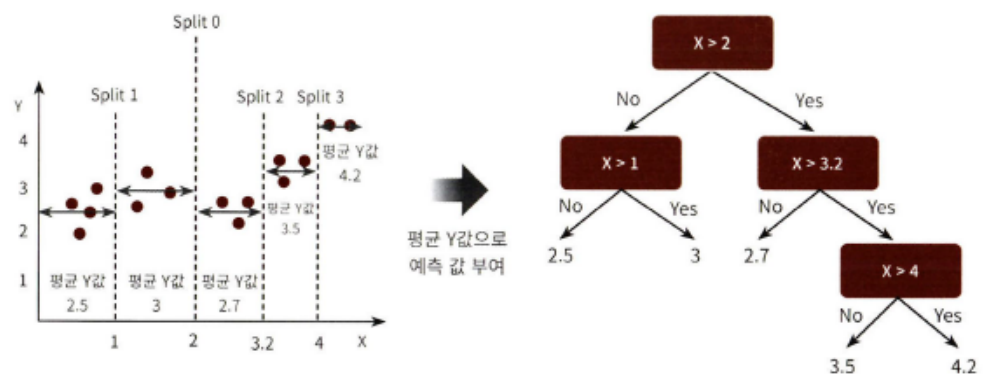 Split 0
Split 1
Split 2 Split 3
Y
4
3
2
1
평균 Y값
2.5
평균 Y값
3
평균 Y값
2.7
평균 Y값
3.5
평균 Y값
4.2
1 2 3.2 4 X
평균 Y값으로
예측 값 부여
X > 2
No Yes
X > 1 X > 3.2
No Yes No Yes
2.5 3 2.7
X > 4
No Yes
3.5 4.2